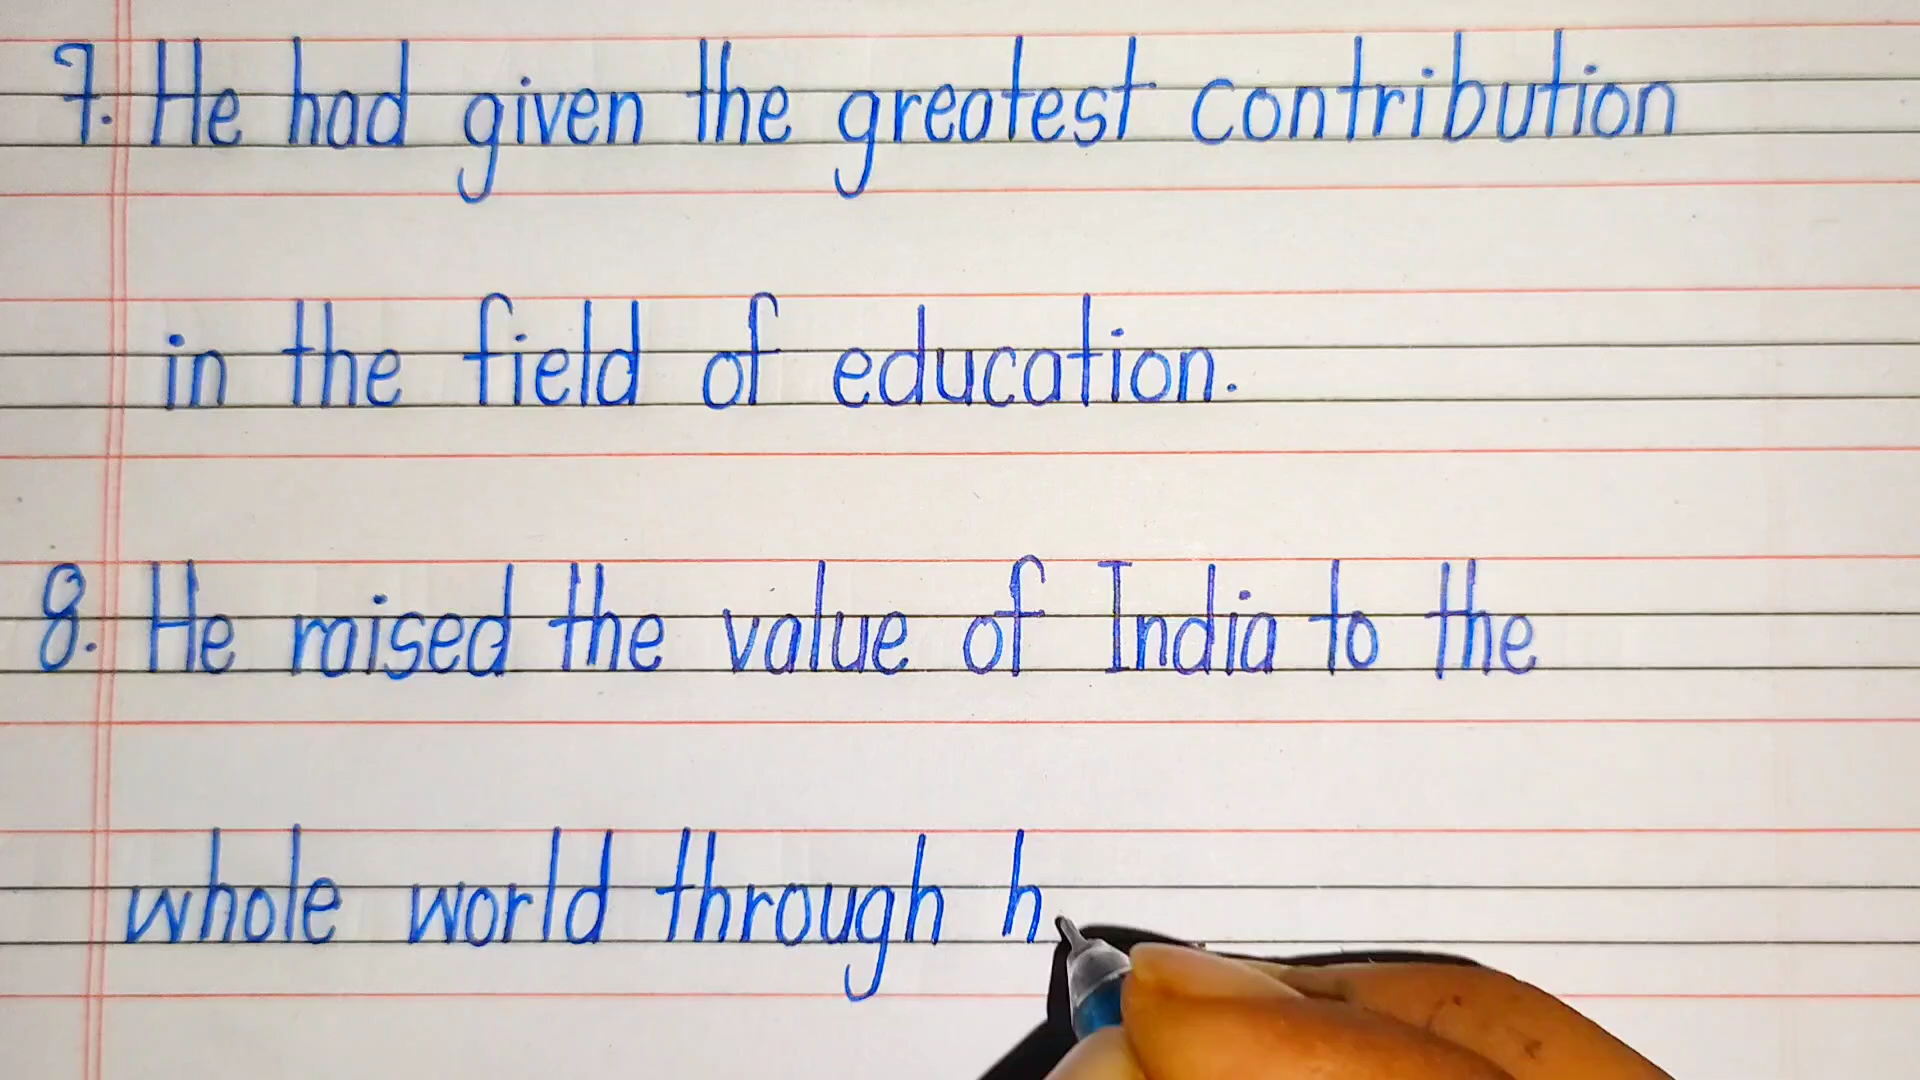 7. He had given the greatest contribution
in the field of education.
8. He raised the value of India to the
whole world through h